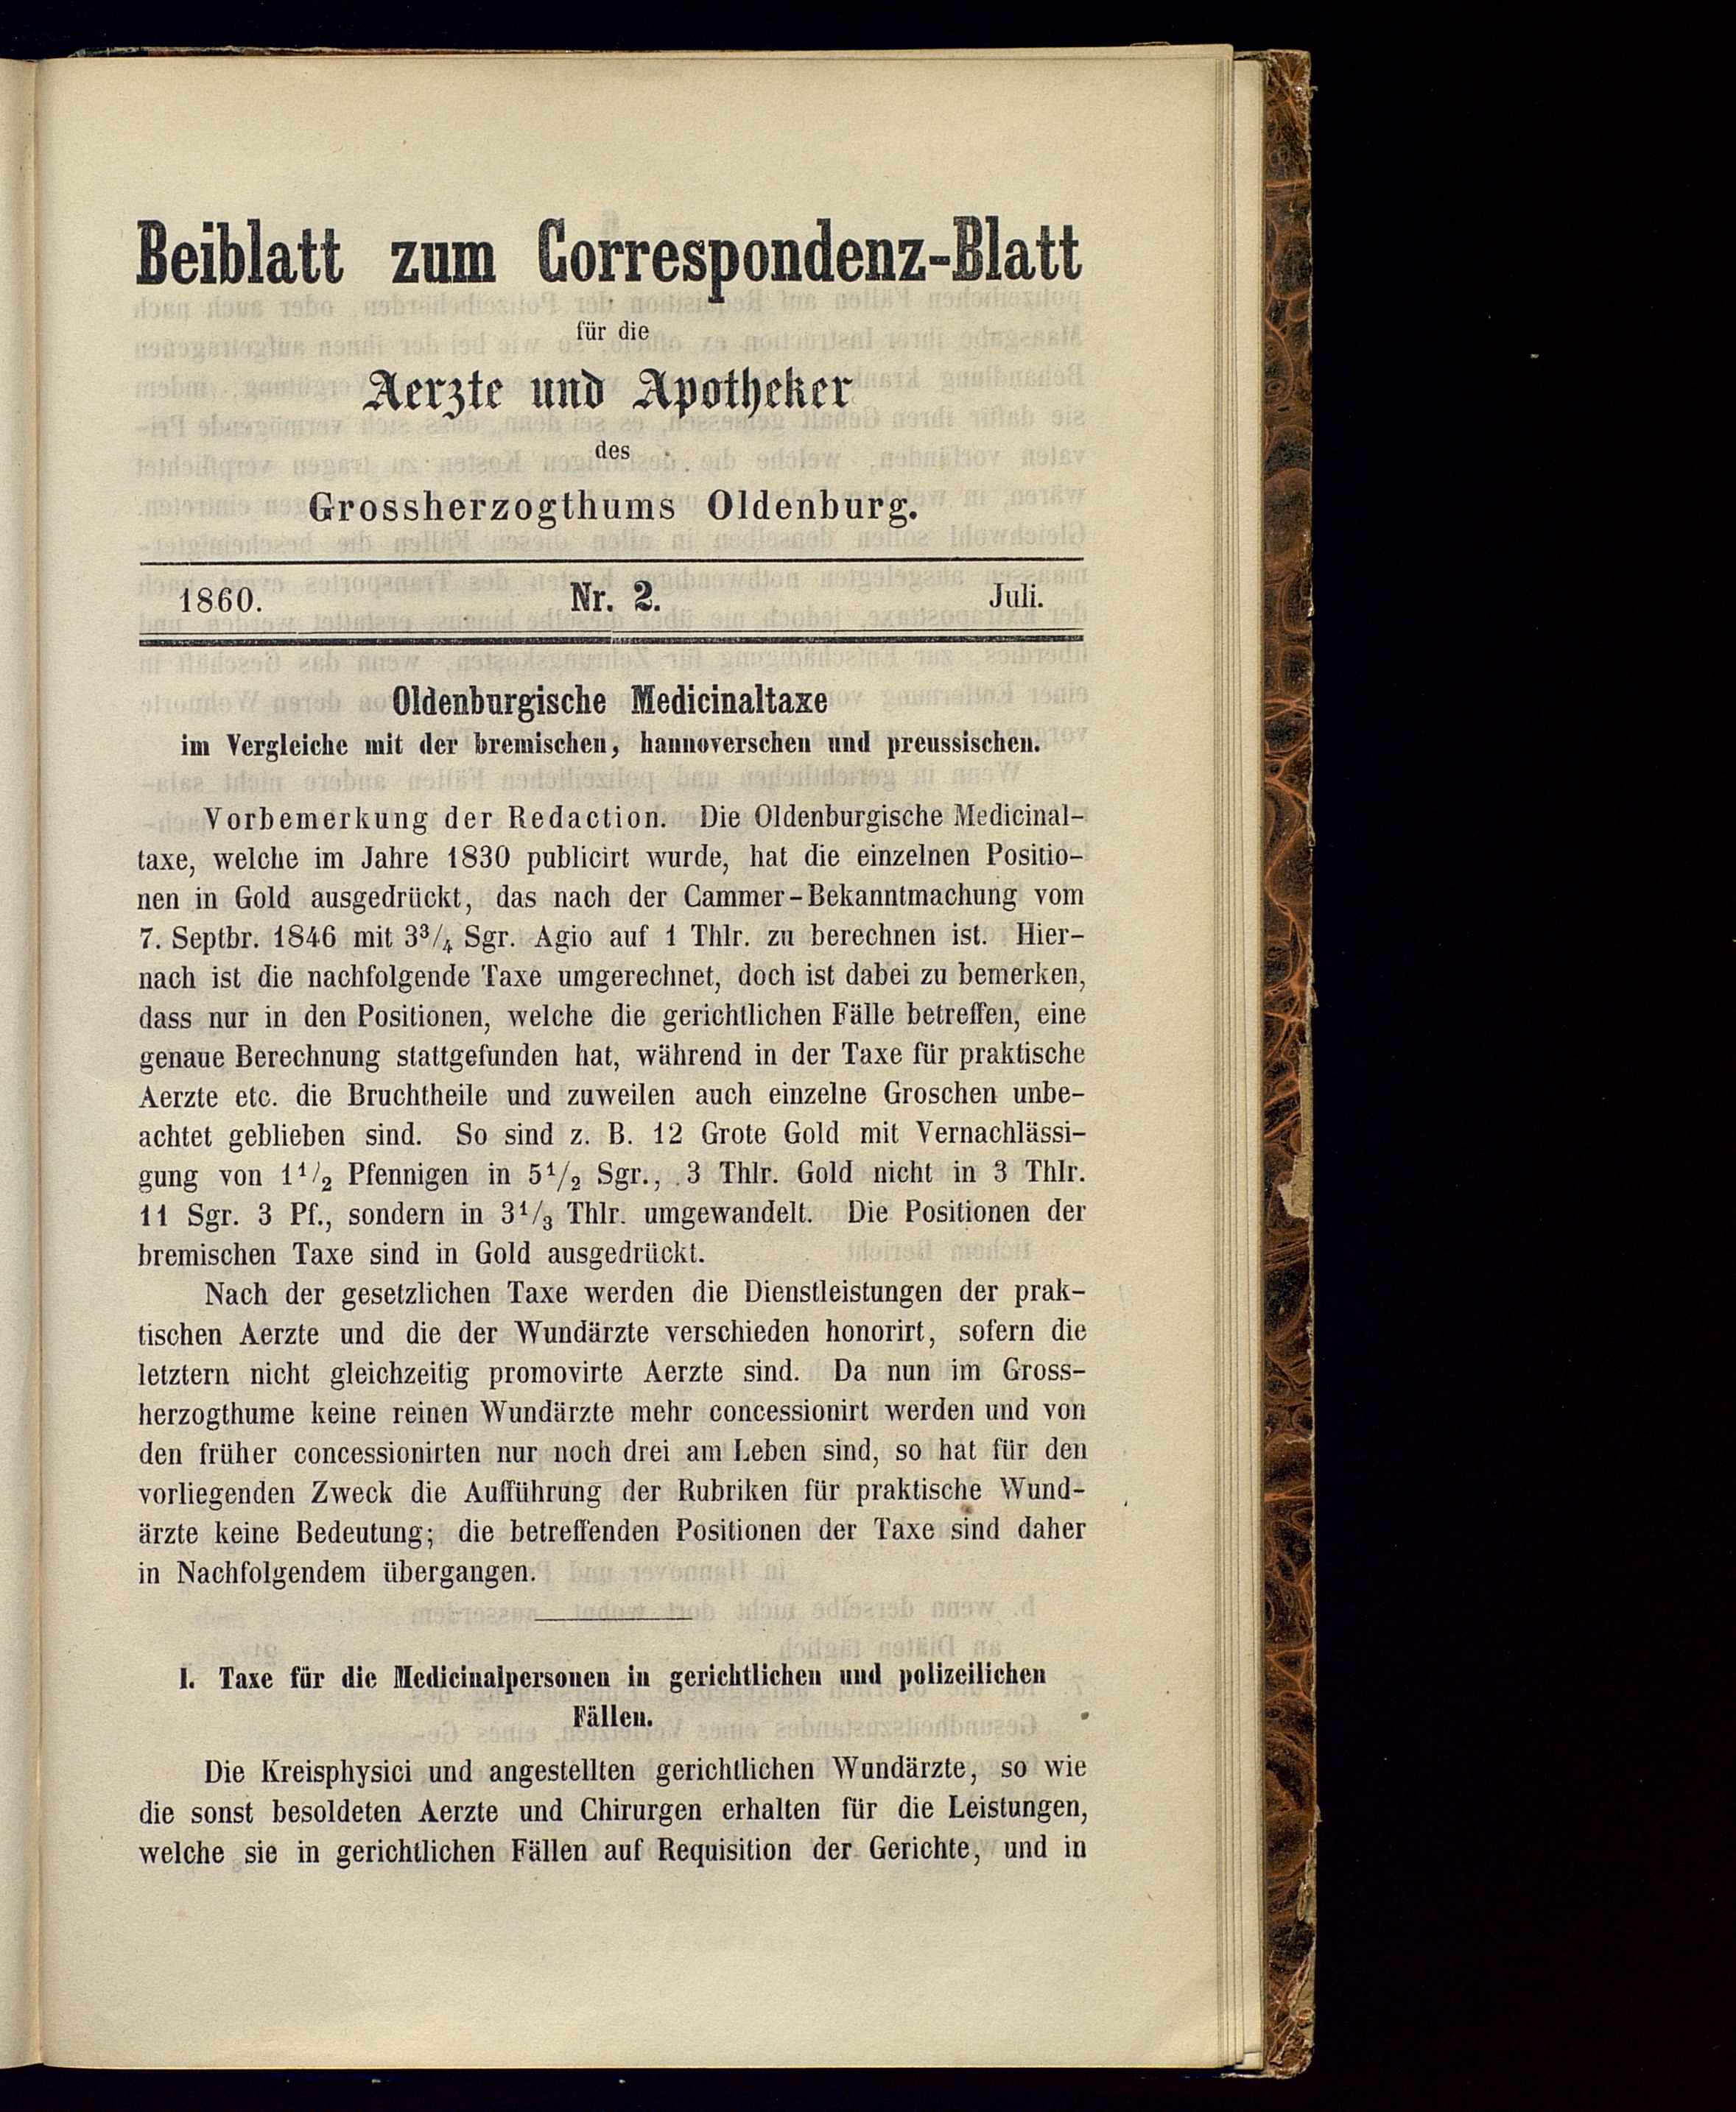 Beiblatt zum Correspondenz-Blatt
für die
Aerzte und Apotheker
des
Grossherzogthums Oldenburg.
1860. Nr. 2. Juli.
Oldenburgische Medicinaltaxe
im Vergleiche mit der bremischen, hannoverschen und preussischen.
Vorbemerkung der Redaction. Die Oldenburgische Medicinal-
taxe, welche im Jahre 1830 publicirt wurde, hat die einzelnen Positio-
nen in Gold ausgedrückt, das nach der Cammer-Bekanntmachung vom
7. Septbr. 1846 mit 3³/₄ Sgr. Agio auf 1 Thlr. zu berechnen ist. Hier-
nach ist die nachfolgende Taxe umgerechnet, doch ist dabei zu bemerken,
dass nur in den Positionen, welche die gerichtlichen Fälle betreffen, eine
genaue Berechnung stattgefunden hat, während in der Taxe für praktische
Aerzte etc. die Bruchtheile und zuweilen auch einzelne Groschen unbe-
achtet geblieben sind. So sind z. B. 12 Grote Gold mit Vernachlässi-
gung von 1¹/₂ Pfennigen in 5¹/₂ Sgr., 3 Thlr. Gold nicht in 3 Thlr.
11 Sgr. 3 Pf., sondern in 3¹/₃ Thlr. umgewandelt. Die Positionen der
bremischen Taxe sind in Gold ausgedrückt.
Nach der gesetzlichen Taxe werden die Dienstleistungen der prak-
tischen Aerzte und die der Wundärzte verschieden honorirt, sofern die
letztern nicht gleichzeitig promovirte Aerzte sind. Da nun im Gross-
herzogthume keine reinen Wundärzte mehr concessionirt werden und von
den früher concessionirten nur noch drei am Leben sind, so hat für den
vorliegenden Zweck die Aufführung der Rubriken für praktische Wund-
ärzte keine Bedeutung; die betreffenden Positionen der Taxe sind daher
in Nachfolgendem übergangen.
I. Taxe für die Medicinalpersonen in gerichtlichen und polizeilichen
Fällen.
Die Kreisphysici und angestellten gerichtlichen Wundärzte, so wie
die sonst besoldeten Aerzte und Chirurgen erhalten für die Leistungen,
welche sie in gerichtlichen Fällen auf Requisition der Gerichte, und in